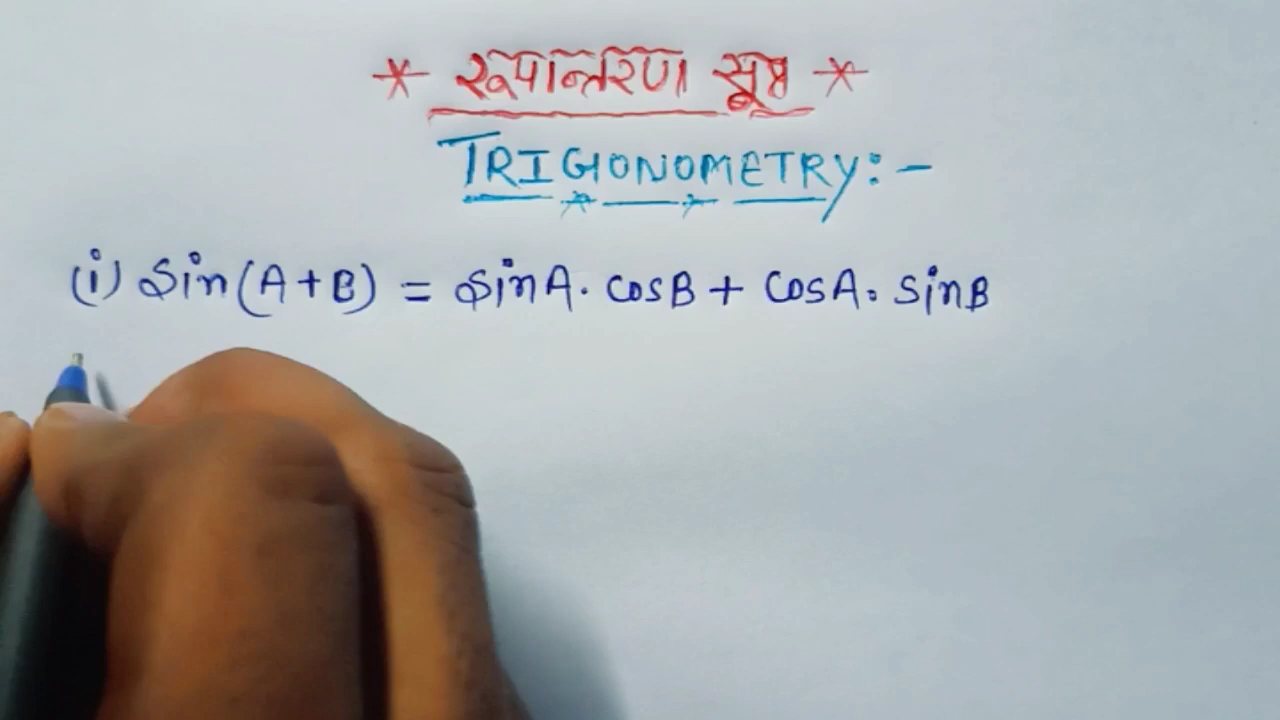 * रूपान्तरण सूत्र *
TRIGONOMETRY: -
(i) Sin(A+B) = SinA. cosB + cosA. sinB